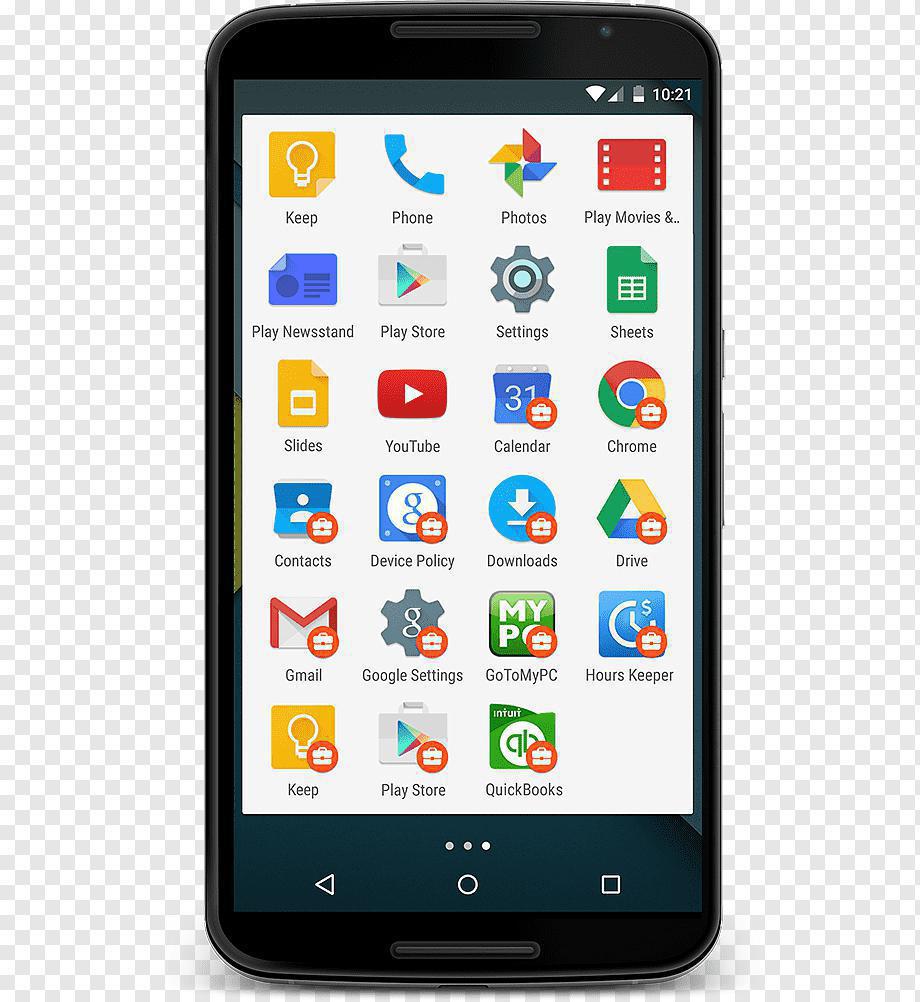 10:21
Keep
Phone
Photos
Play Movies &..
Play Newsstand
Play Store
Settings
Sheets
31
Slides
YouTube
Calendar
Chrome
g
Contacts
Device Policy
Downloads
Drive
g
MY
PC
$
Gmail
Google Settings
GoToMyPC
Hours Keeper
intuit
qb
Keep
Play Store
QuickBooks